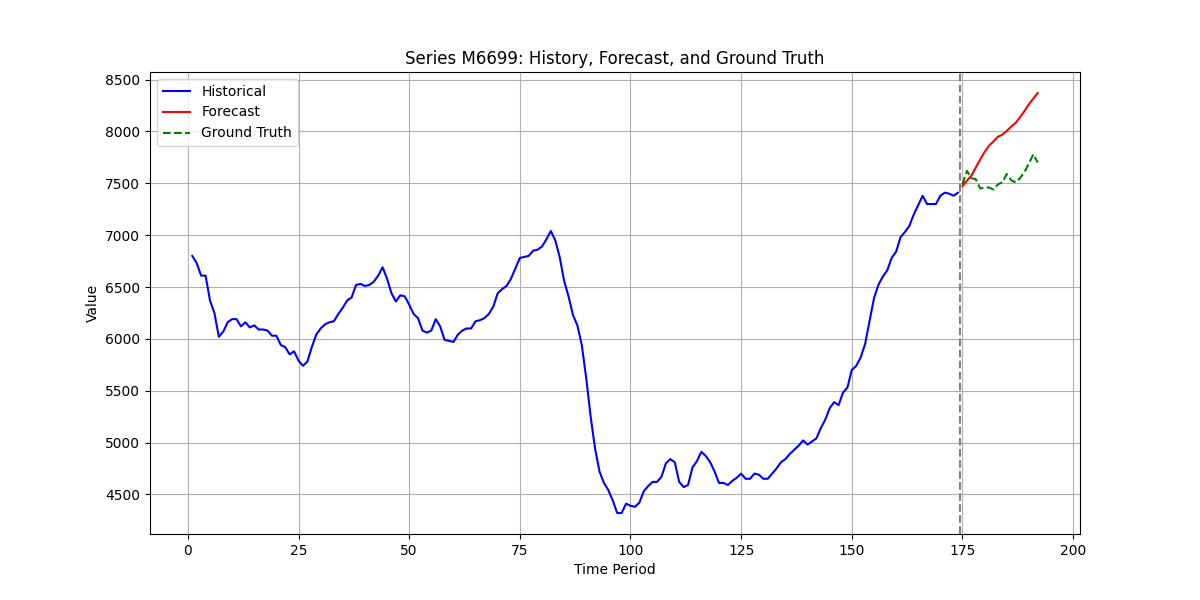 Series M6699: History, Forecast, and Ground Truth
Historical
Forecast
Ground Truth
8500
8000
7500
7000
6500
6000
5500
5000
4500
Value
0 25 50 75 100 125 150 175 200
Time Period